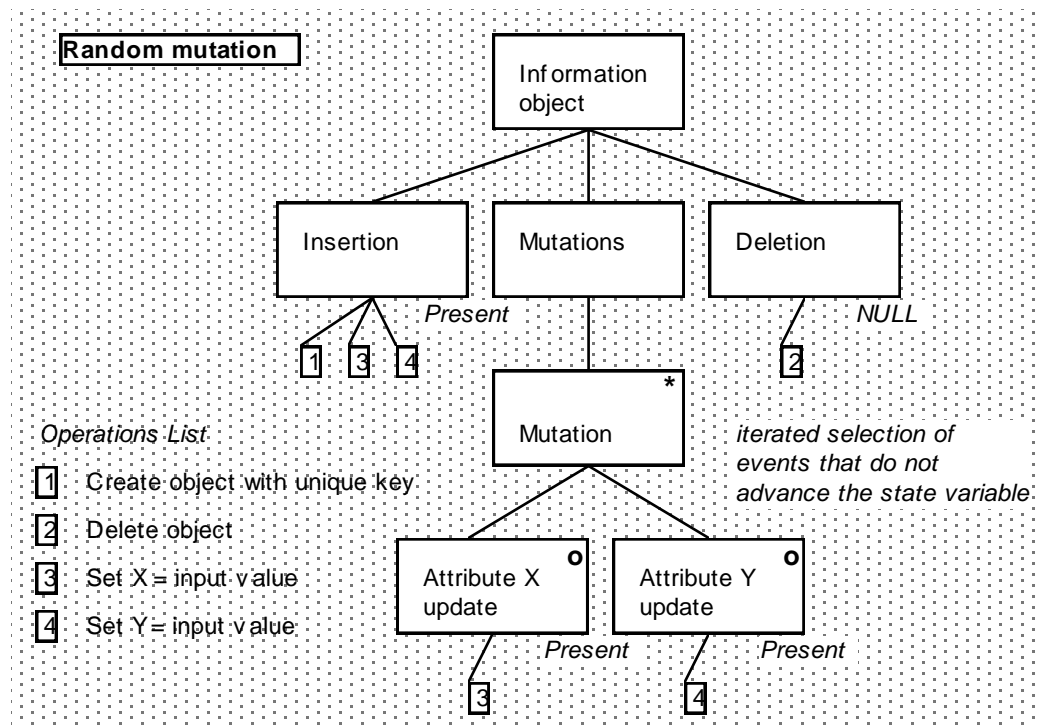 Random mutation
Information
object
Insertion
Mutations
Deletion
Present
NULL
1
3
4
2
*
Mutation
Operations List
1 Create object with unique key
2 Delete object
3 Set X = input value
4 Set Y= input value
iterated selection of
events that do not
advance the state variable
o
Attribute X
update
o
Attribute Y
update
Present
Present
3
4